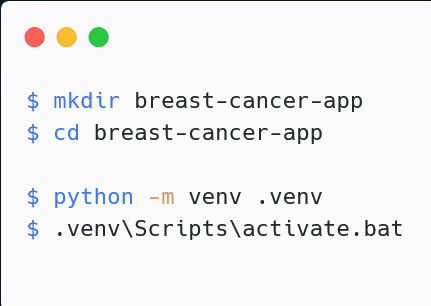 $ mkdir breast-cancer-app
$ cd breast-cancer-app
$ python -m venv .venv
$ .venv\Scripts\activate.bat